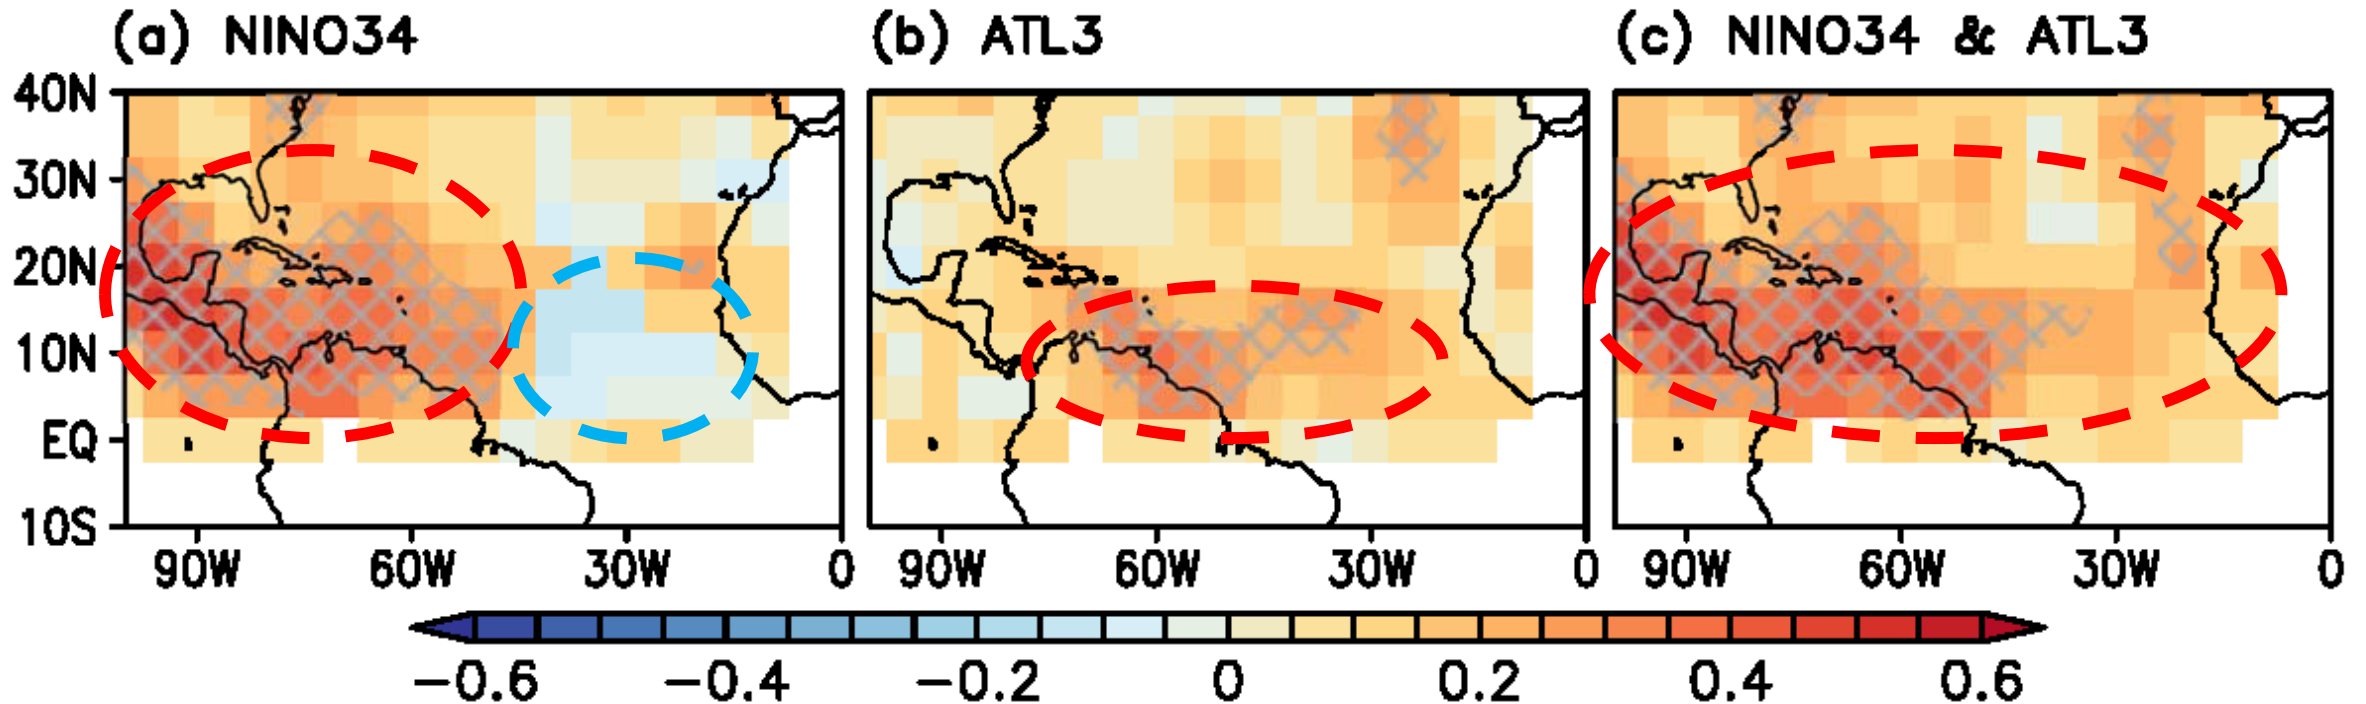 (a) NINO34 (b) ATL3 (c) NINO34 & ATL3
40N
30N
20N
10N
EQ
10S
90W 60W 30W 0 90W 60W 30W 0 90W 60W 30W 0
−0.6 −0.4 −0.2 0 0.2 0.4 0.6